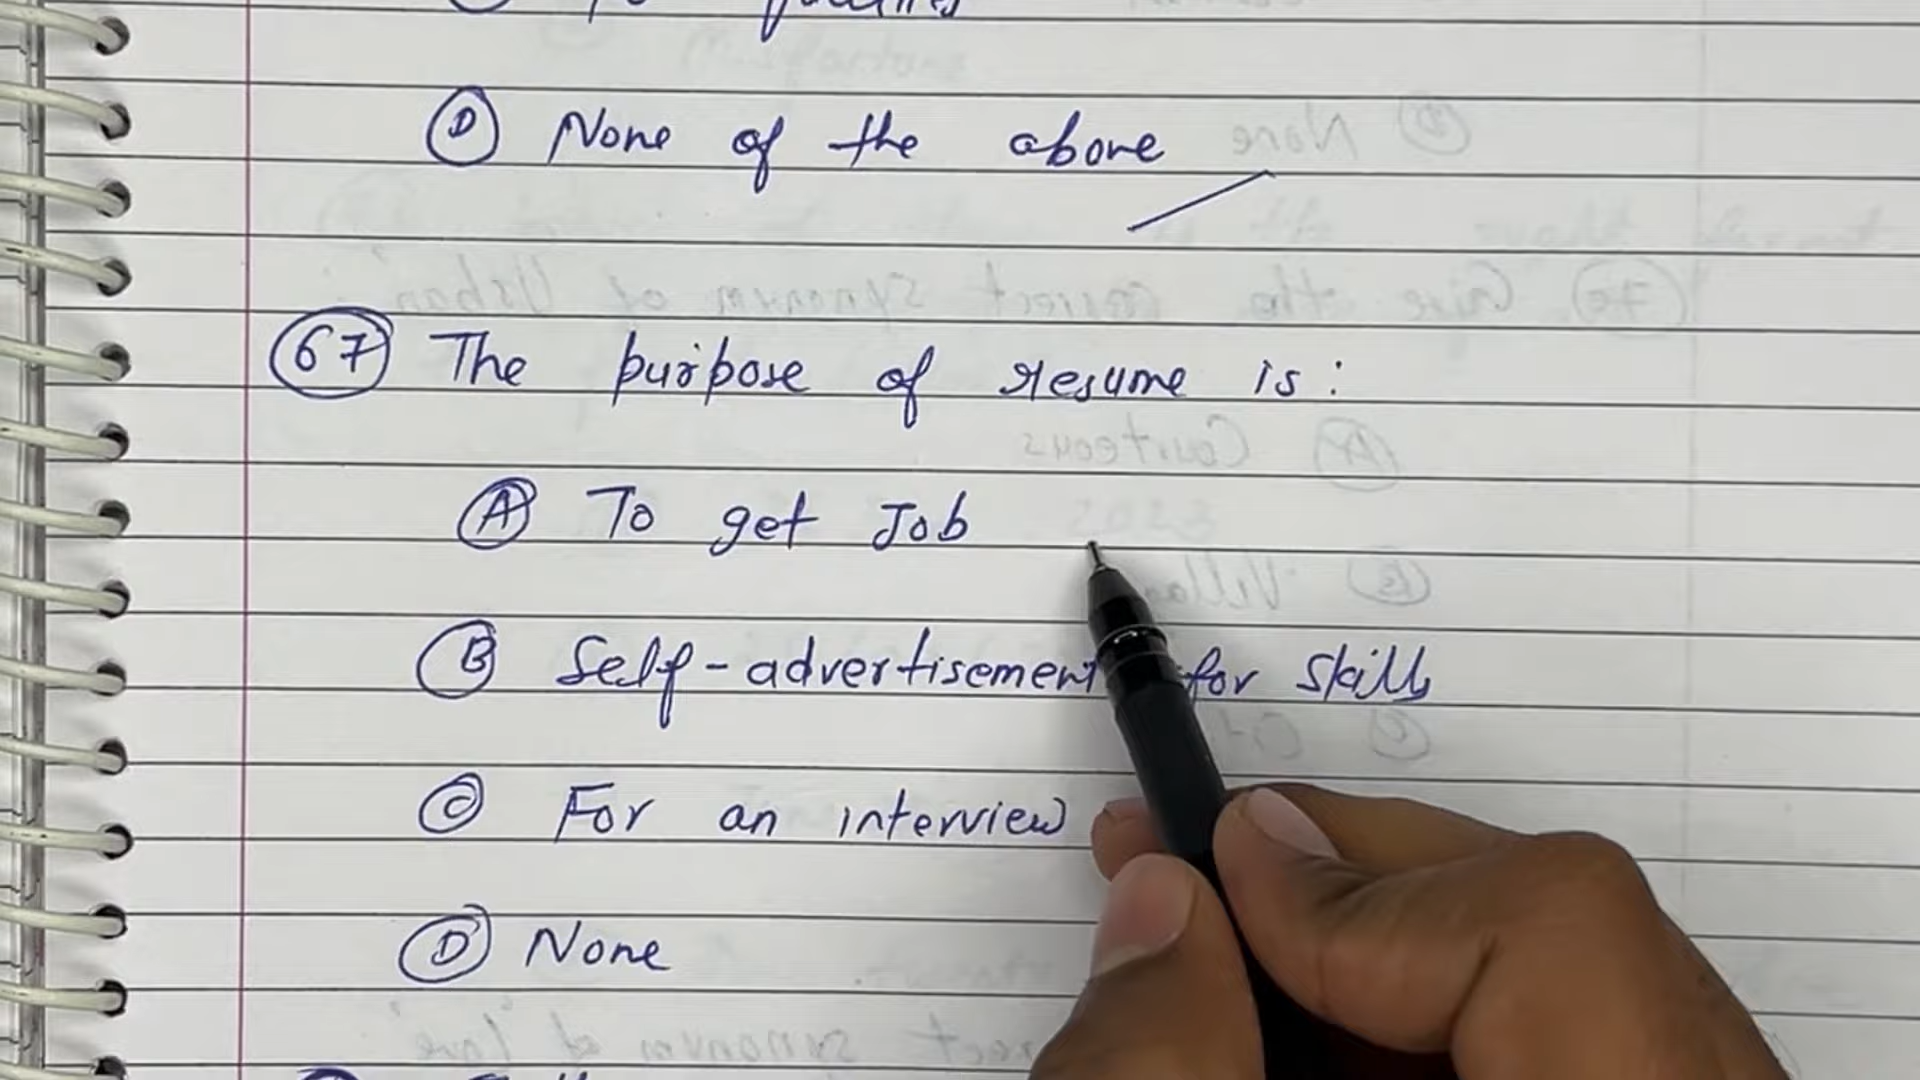 D None of the above
67 The purpose of resume is:
A To get Job
B Self-advertisement for skills
C For an interview
D None